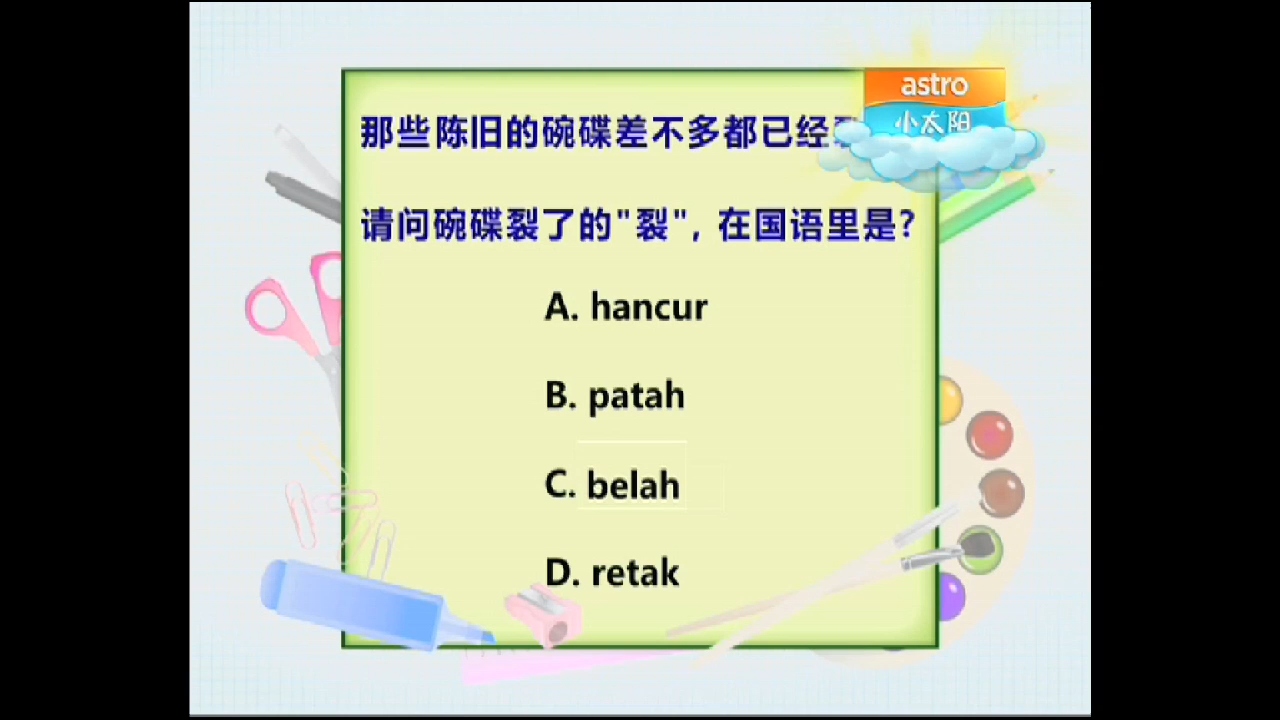 那些陈旧的碗碟差不多都已经
astro
小太阳
请问碗碟裂了的"裂", 在国语里是?
A. hancur
B. patah
C. belah
D. retak